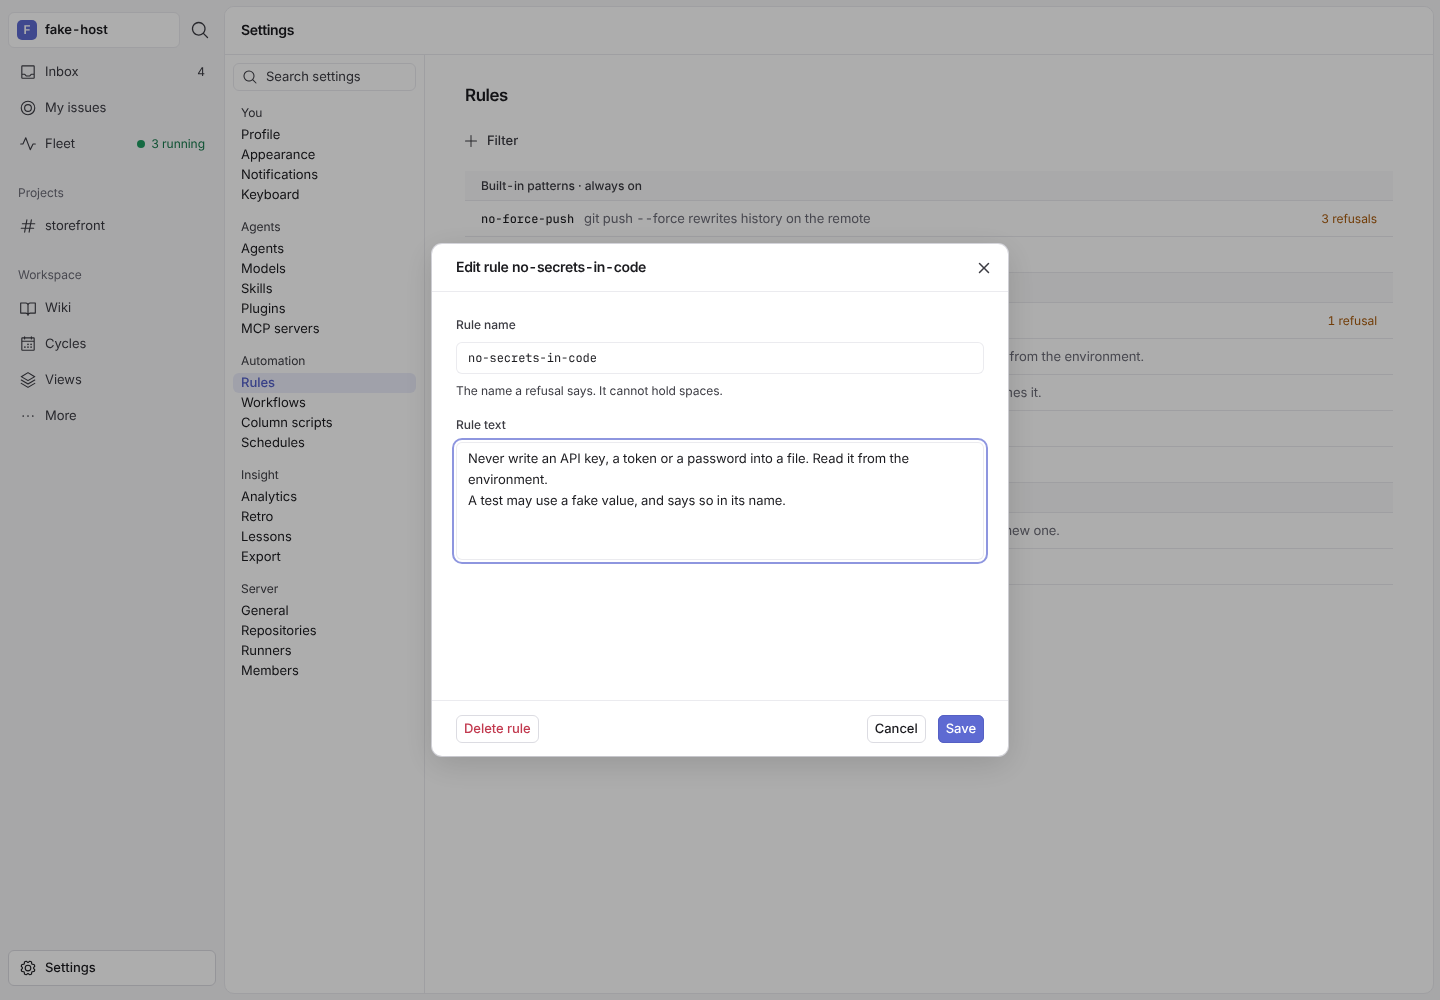 F fake-host
Inbox 4
My issues
Fleet 3 running
Projects
storefront
Workspace
Wiki
Cycles
Views
More
Settings
Settings
Search settings
You
Profile
Appearance
Notifications
Keyboard
Agents
Agents
Models
Skills
Plugins
MCP servers
Automation
Rules
Workflows
Column scripts
Schedules
Insight
Analytics
Retro
Lessons
Export
Server
General
Repositories
Runners
Members
Rules
Filter
Built-in patterns · always on
no-force-push git push --force rewrites history on the remote 3 refusals
1 refusal
from the environment.
it.
new one.
Edit rule no-secrets-in-code
Rule name
no-secrets-in-code
The name a refusal says. It cannot hold spaces.
Rule text
Never write an API key, a token or a password into a file. Read it from the
environment.
A test may use a fake value, and says so in its name.
Delete rule
Cancel
Save